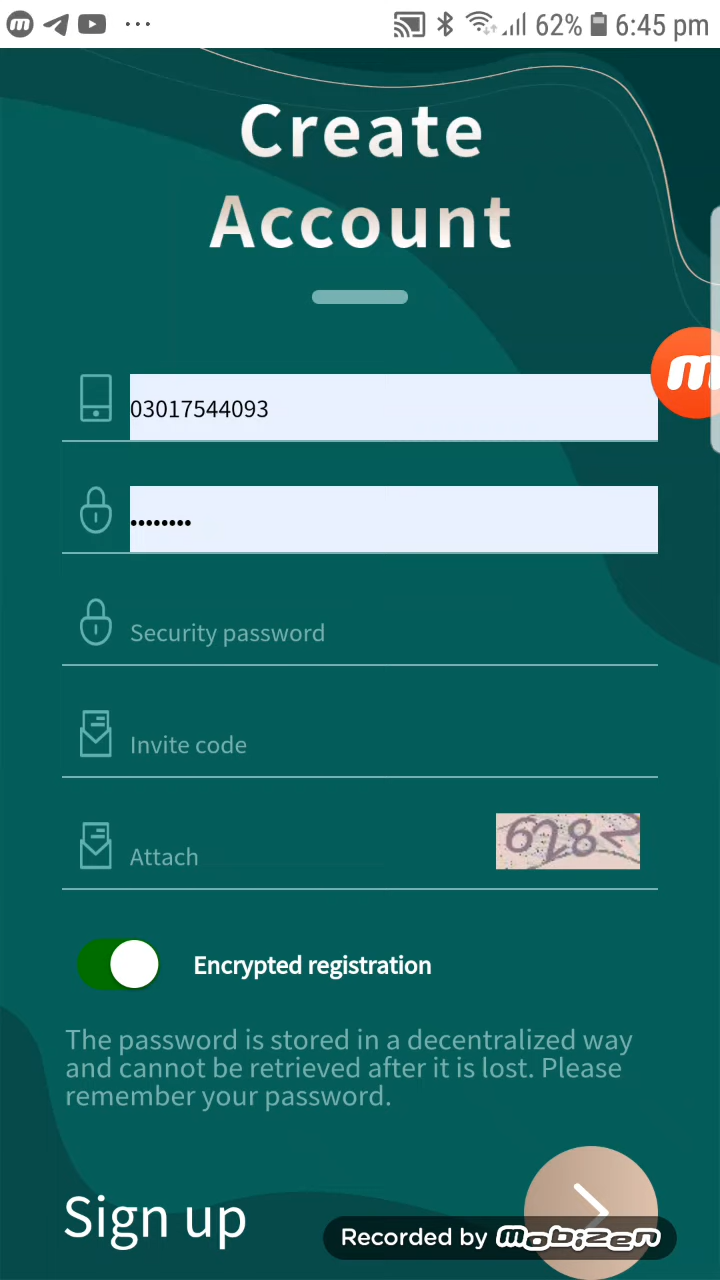 62% 6:45 pm
Create
Account
03017544093
Security password
Invite code
Attach
Encrypted registration
The password is stored in a decentralized way
and cannot be retrieved after it is lost. Please
remember your password.
Sign up
Recorded by mobizen